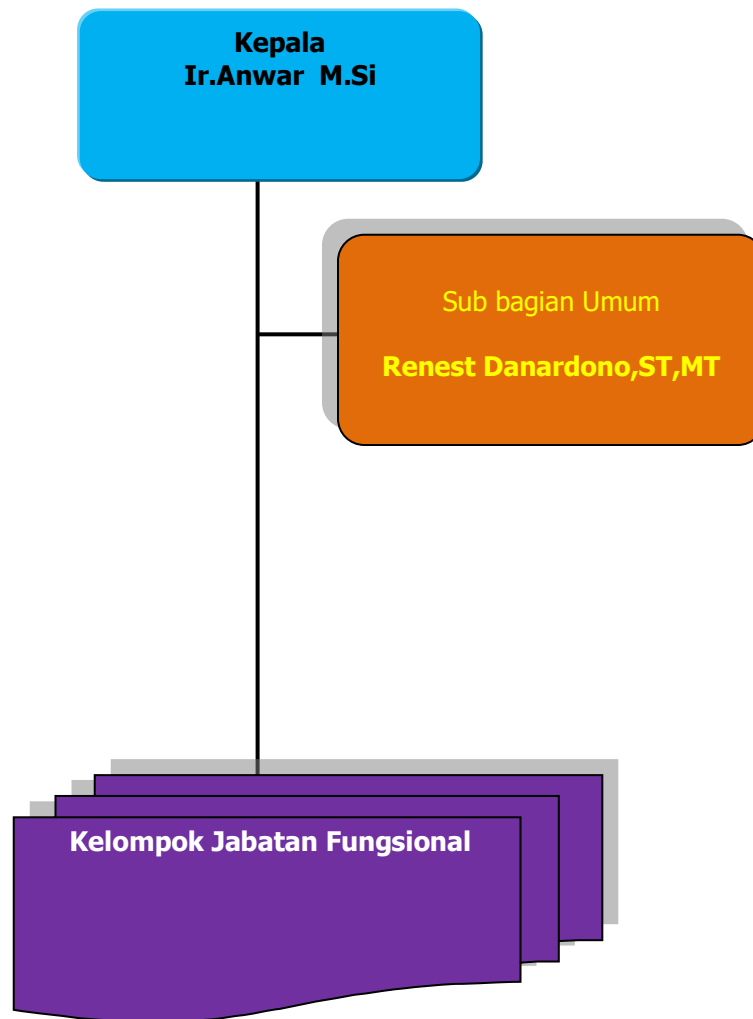 Kepala
Ir.Anwar  M.Si
Sub bagian Umum
Renest Danardono,ST,MT
Kelompok Jabatan Fungsional